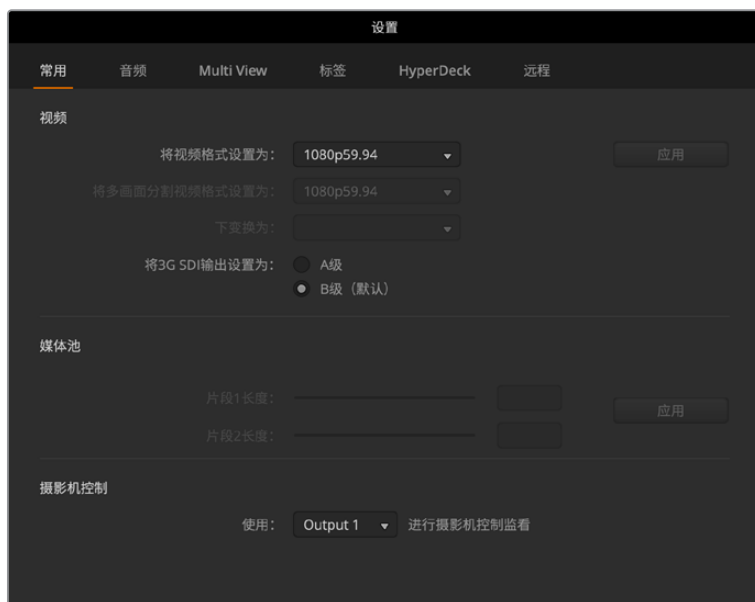 设置
常用 音频 Multi View 标签 HyperDeck 远程
视频
将视频格式设置为： 1080p59.94 应用
将多画面分割视频格式设置为： 1080p59.94
下变换为：
将3G SDI输出设置为： A级
B级（默认）
媒体池
片段1长度：
应用
片段2长度：
摄影机控制
使用： Output 1 进行摄影机控制监看